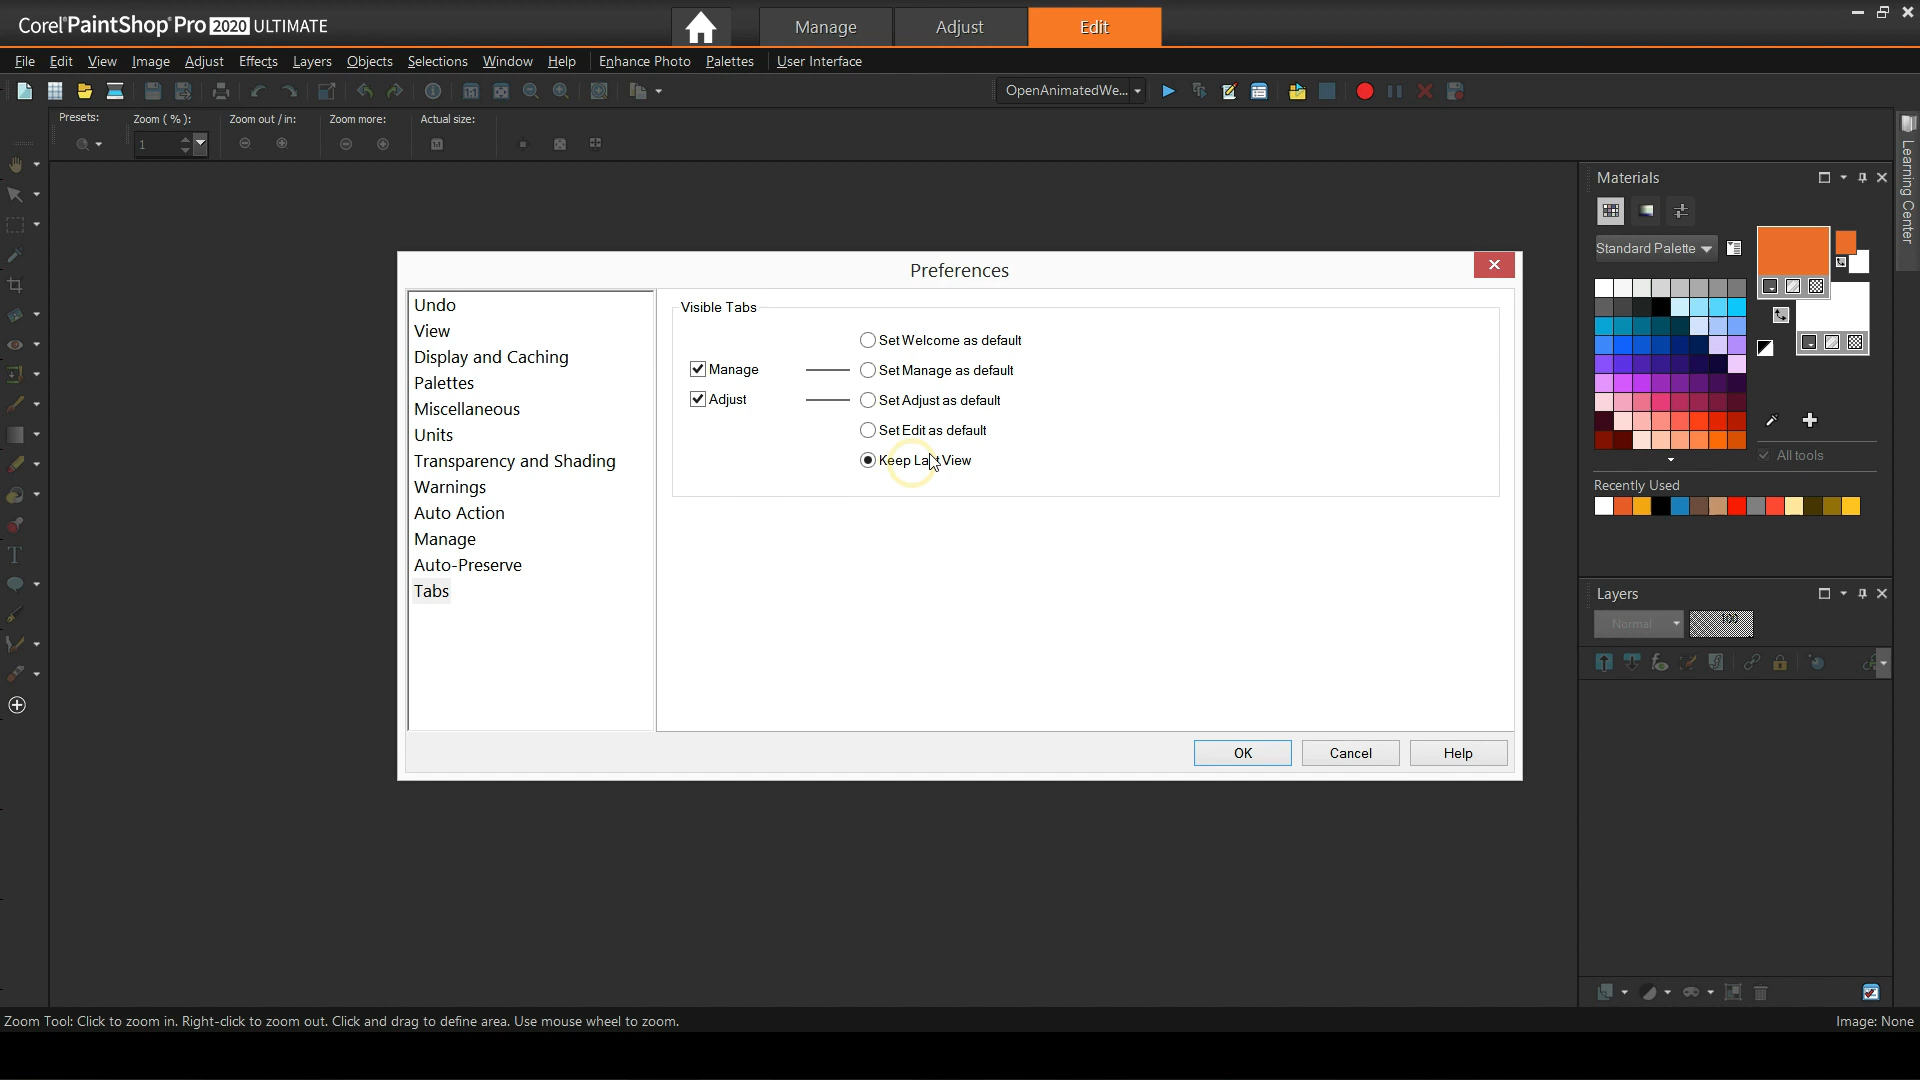 Corel® PaintShop Pro 2020 ULTIMATE
Manage
Adjust
Edit
File Edit View Image Adjust Effects Layers Objects Selections Window Help Enhance Photo Palettes User Interface
OpenAnimatedWe...
Presets: Zoom ( % ): Zoom out / in: Zoom more: Actual size:
1
Learning Center
Materials
Standard Palette
All tools
Recently Used
Layers
Normal
100
Preferences
Undo
View
Display and Caching
Palettes
Miscellaneous
Units
Transparency and Shading
Warnings
Auto Action
Manage
Auto-Preserve
Tabs
Visible Tabs
Set Welcome as default
Manage Set Manage as default
Adjust Set Adjust as default
Set Edit as default
Keep Last View
OK Cancel Help
Zoom Tool: Click to zoom in. Right-click to zoom out. Click and drag to define area. Use mouse wheel to zoom.
Image: None